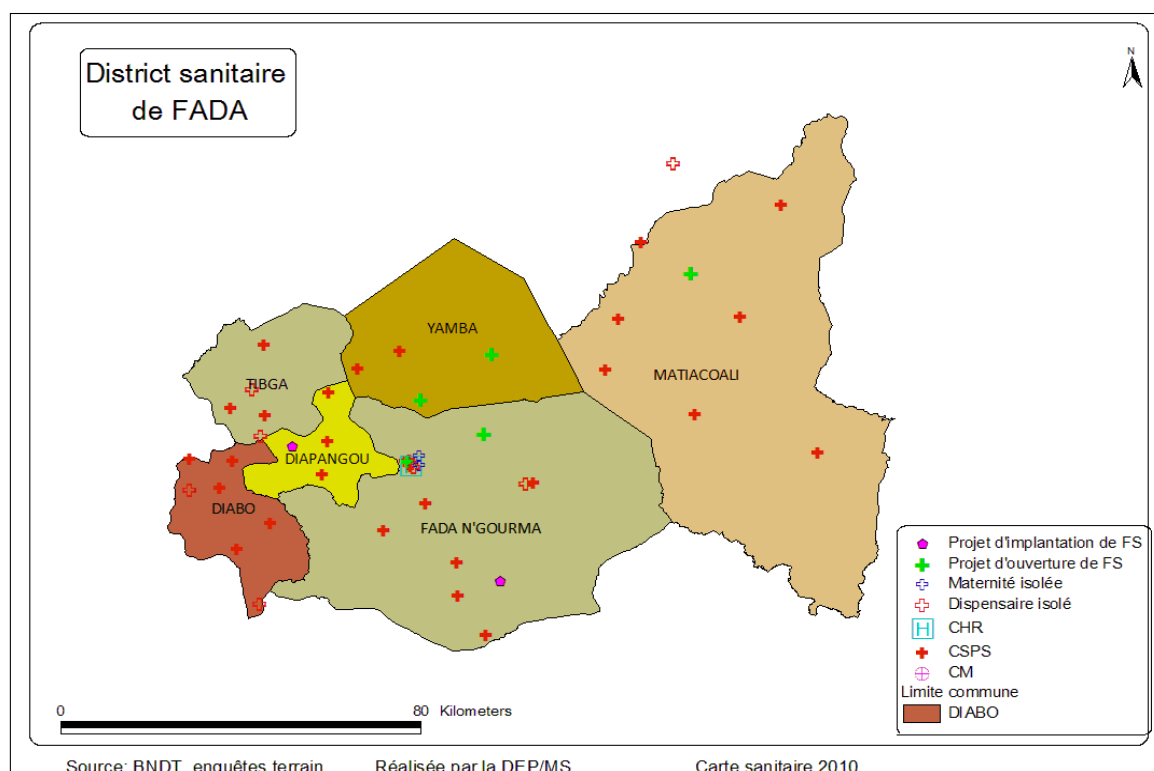 District sanitaire
de FADA
N
YAMBA
TIBGA
MATIACOALI
DIAPANGOU
DIABO
FADA N'GOURMA
Projet d'implantation de FS
Projet d'ouverture de FS
Maternité isolée
Dispensaire isolé
H CHR
CSPS
CM
Limite commune
DIABO
0 80 Kilometers
Source: BNDT, enquêtes terrain Réalisée par la DEP/MS Carte sanitaire 2010